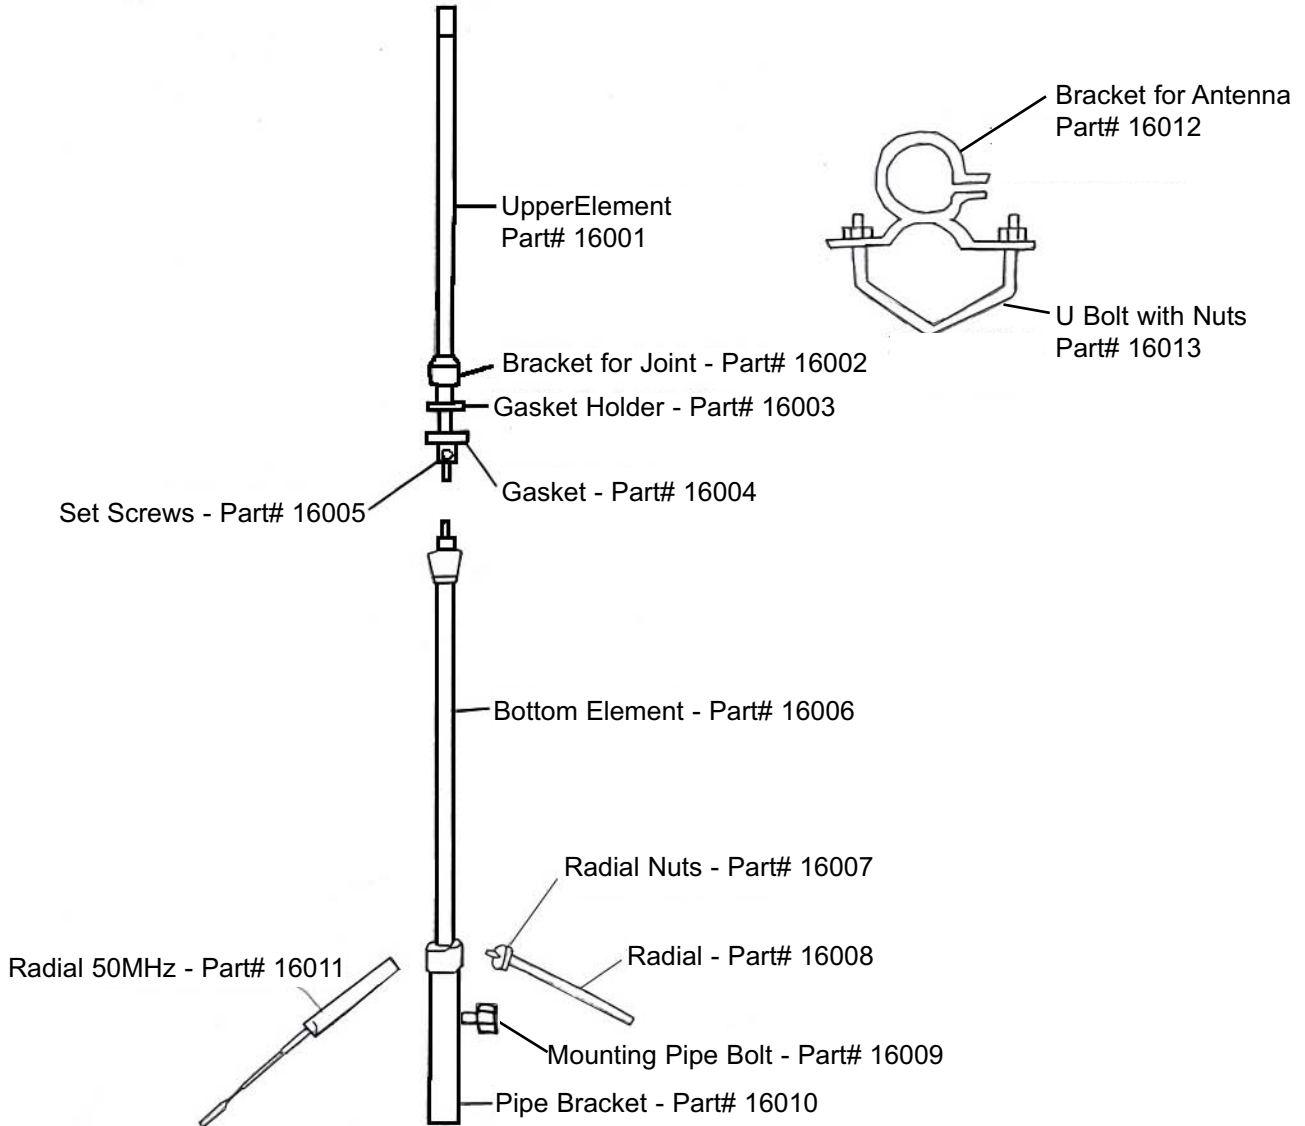 Bracket for Antenna
Part# 16012
UpperElement
Part# 16001
U Bolt with Nuts
Part# 16013
Bracket for Joint - Part# 16002
Gasket Holder - Part# 16003
Gasket - Part# 16004
Set Screws - Part# 16005
Bottom Element - Part# 16006
Radial Nuts - Part# 16007
Radial - Part# 16008
Radial 50MHz - Part# 16011
Mounting Pipe Bolt - Part# 16009
Pipe Bracket - Part# 16010